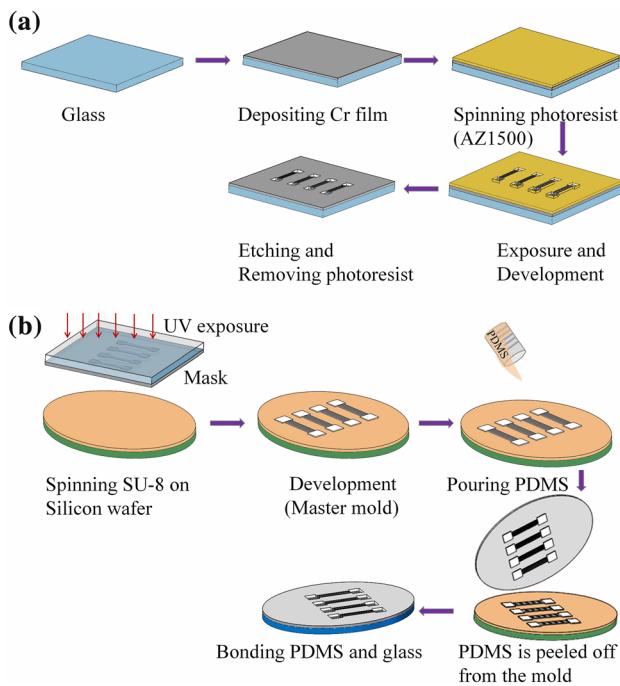 (a)
Glass
Depositing Cr film
Spinning photoresist
(AZ1500)
Etching and
Removing photoresist
Exposure and
Development
(b)
UV exposure
Mask
PDMS
Spinning SU-8 on
Silicon wafer
Development
(Master mold)
Pouring PDMS
Bonding PDMS and glass
PDMS is peeled off
from the mold